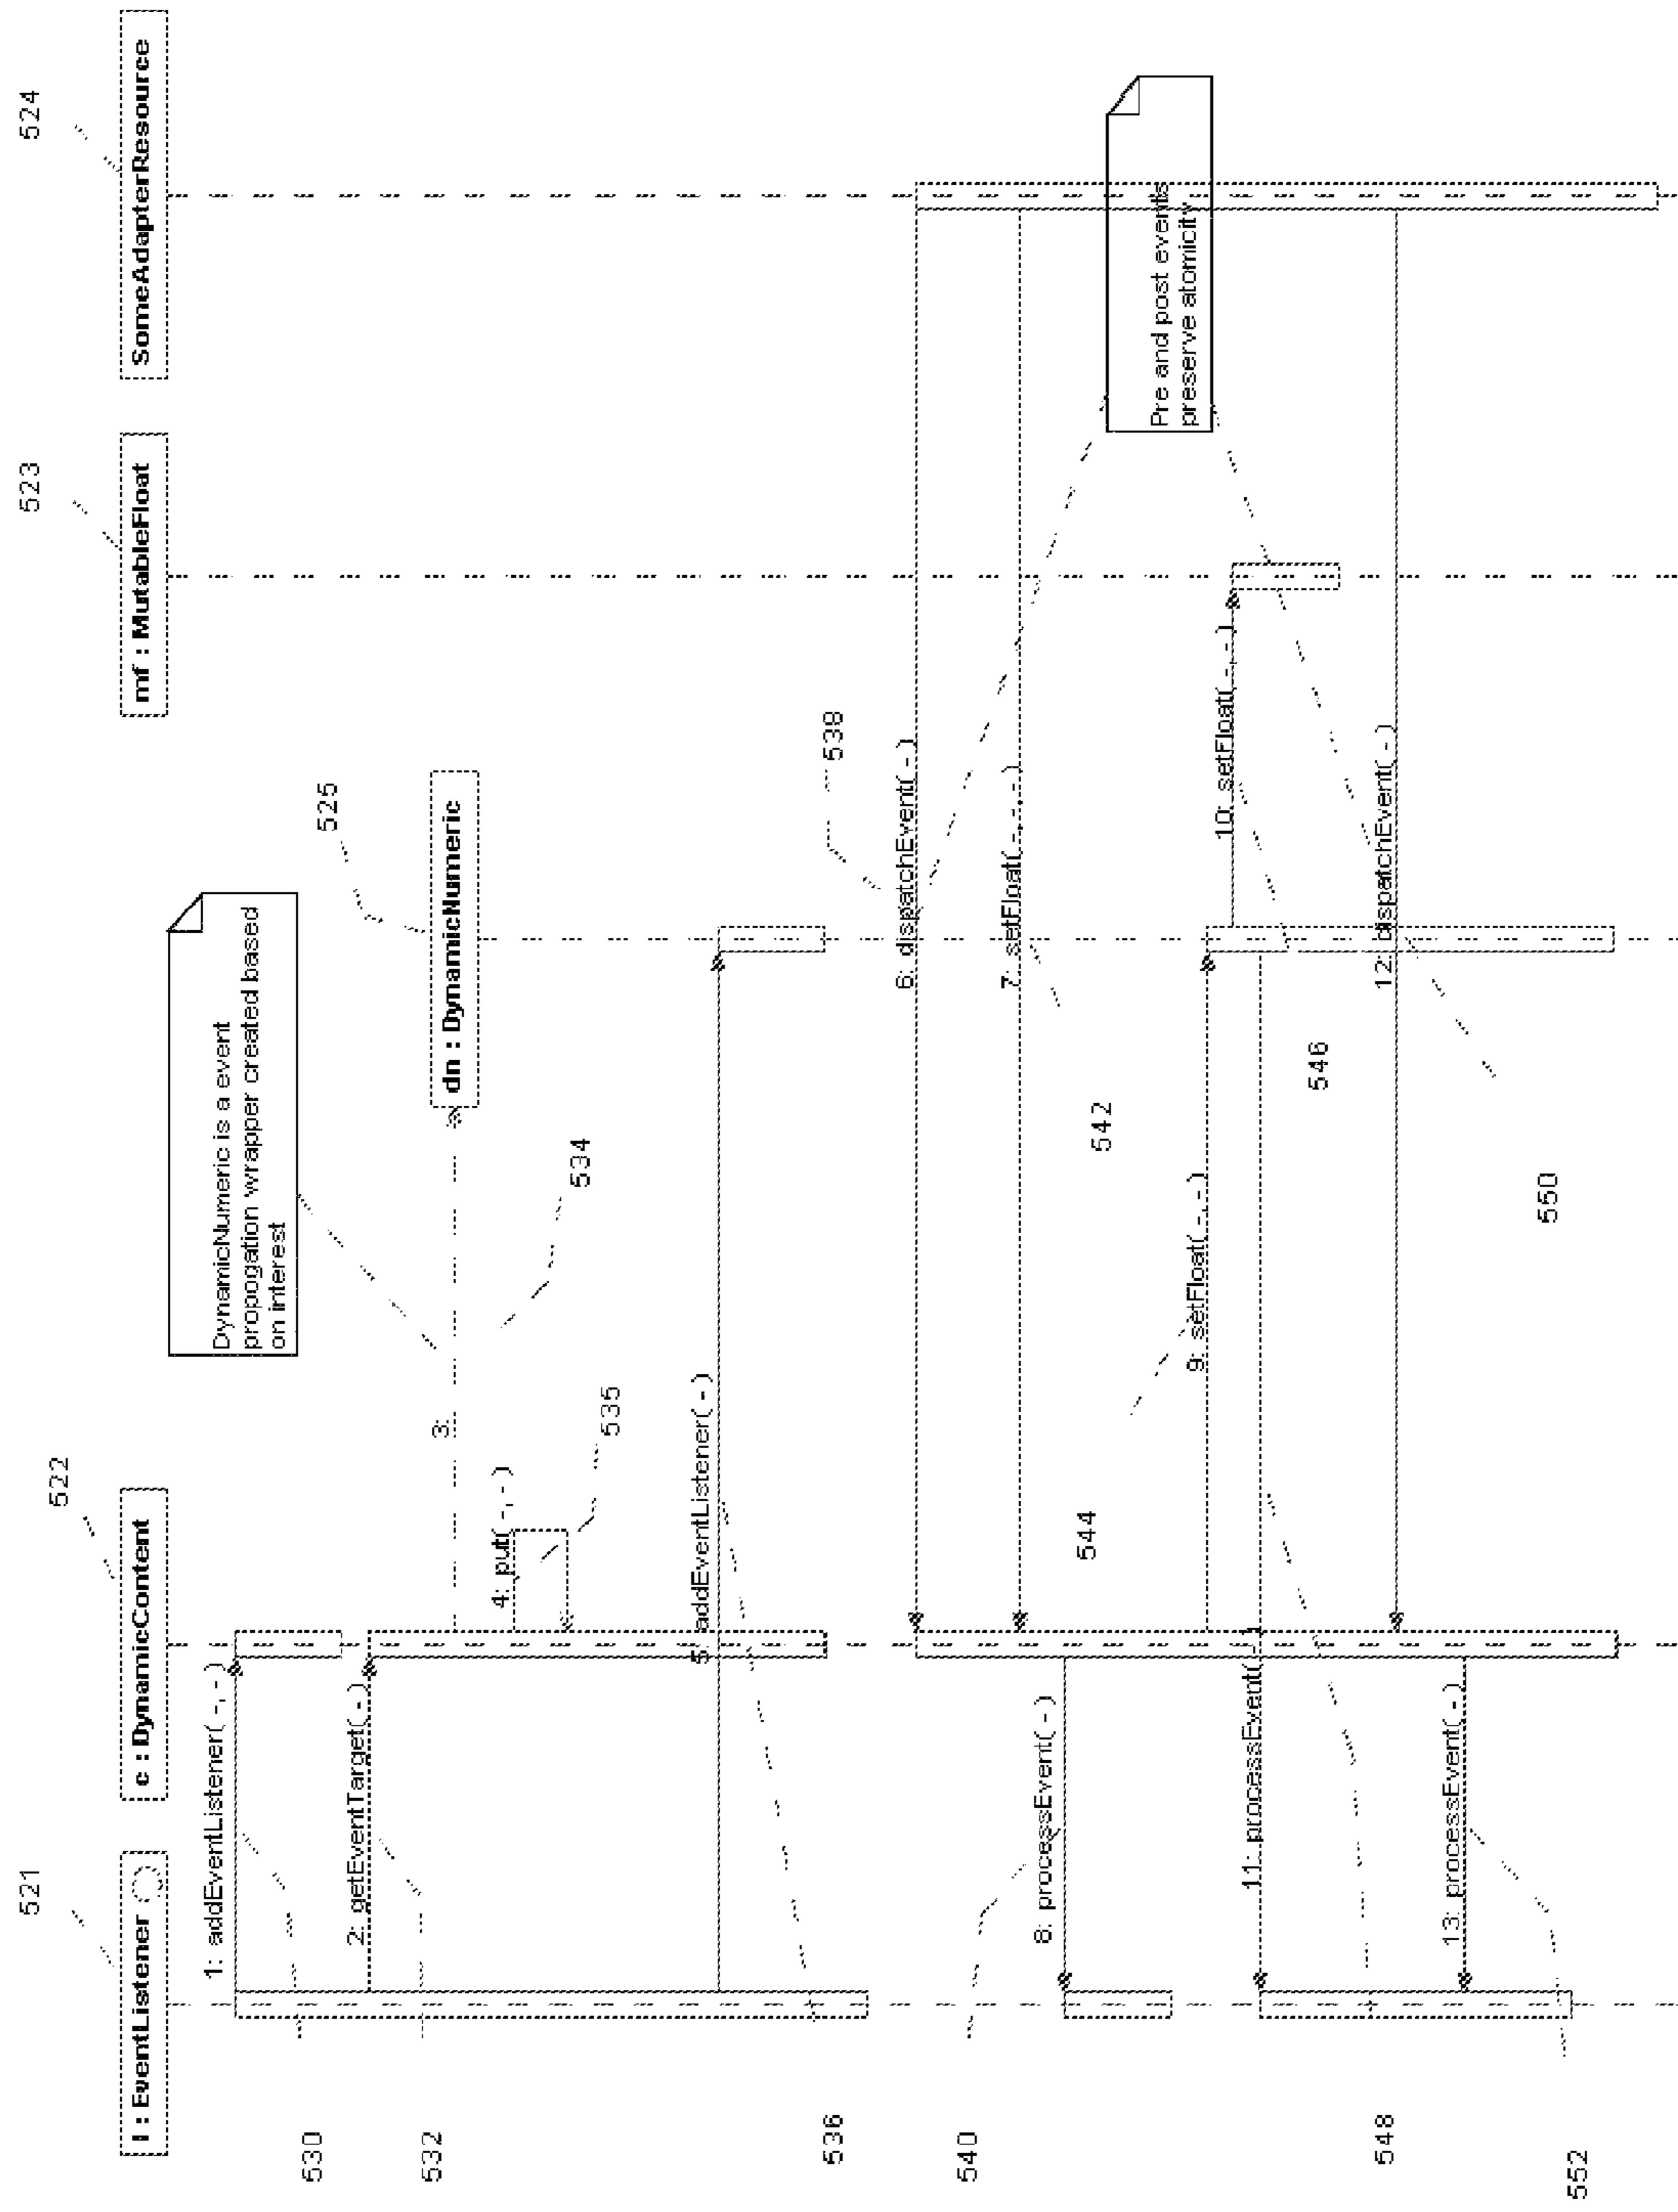 521
522
523
524
l : EventListener
c : DynamicContent
mf : MutableFloat
SomeAdapterResource
DynamicNumeric is a event
propogation wrapper created based
on interest
1: addEventListener( -, - )
530
525
2: getEventTarget( - )
532
dn : DynamicNumeric
3:
534
4: put( -, - )
535
5: addEventListener( - )
536
538
6: dispatchEvent( - )
540
7: setFloat( -, -, - )
8: processEvent( - )
542
544
Pre and post events
preserve atomicity
9: setFloat( -, - )
10: setFloat( -, - )
11: processEvent( - )
546
548
12: dispatchEvent( - )
13: processEvent( - )
550
552